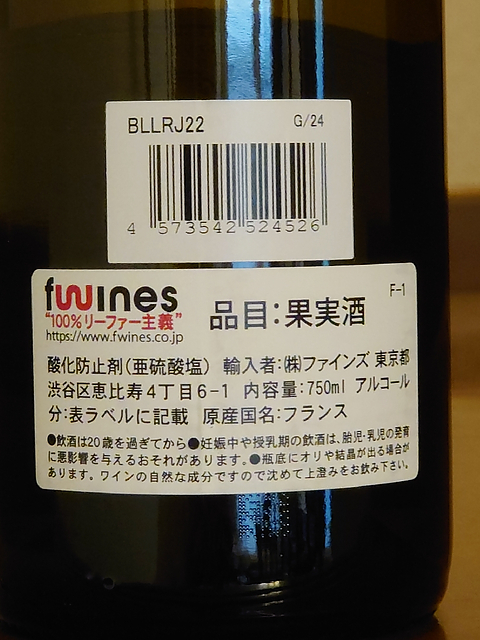 BLLRJ22 G/24
4 573542 524526
fwines
"100%リーファー主義"
https://www.fwines.co.jp
品目:果実酒
F-1
酸化防止剤(亜硫酸塩) 輸入者:㈱ファインズ 東京都
渋谷区恵比寿4丁目6-1 内容量:750ml アルコール
分:表ラベルに記載 原産国名:フランス
●飲酒は20歳を過ぎてから●妊娠中や授乳期の飲酒は、胎児・乳児の発育
に悪影響を与えるおそれがあります。●瓶底にオリや結晶が出る場合が
あります。ワインの自然な成分ですので沈めて上澄みをお飲み下さい。